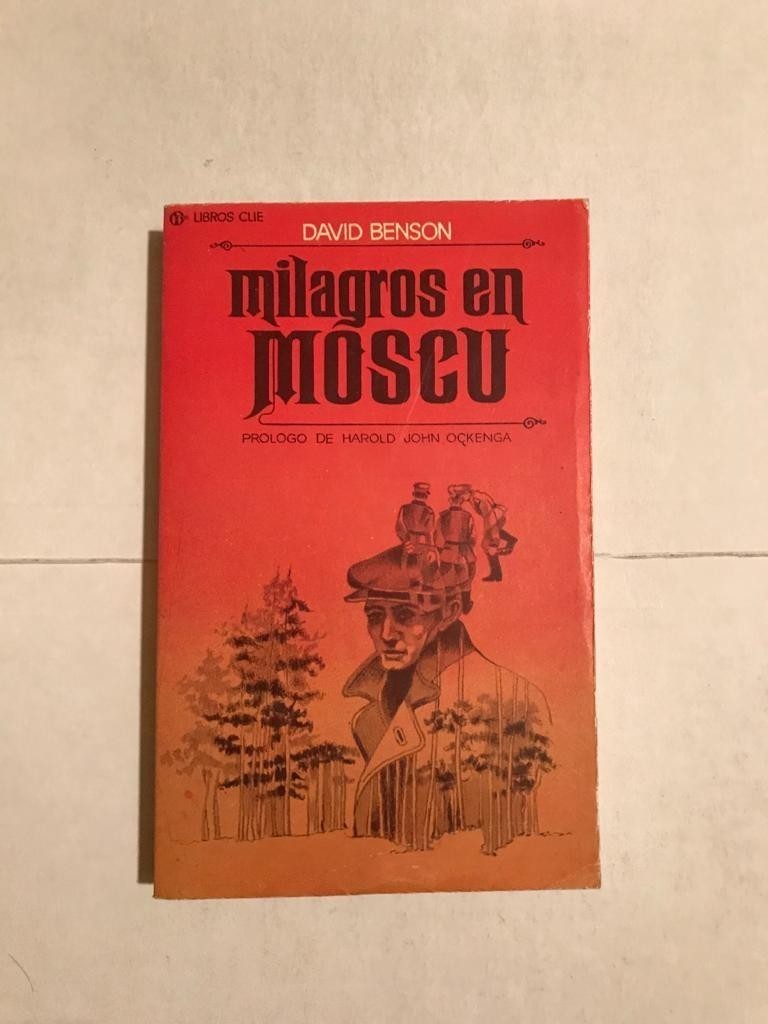 LIBROS CLIE
DAVID BENSON
milagros en
MOSCU
PROLOGO DE HAROLD JOHN OCKENGA